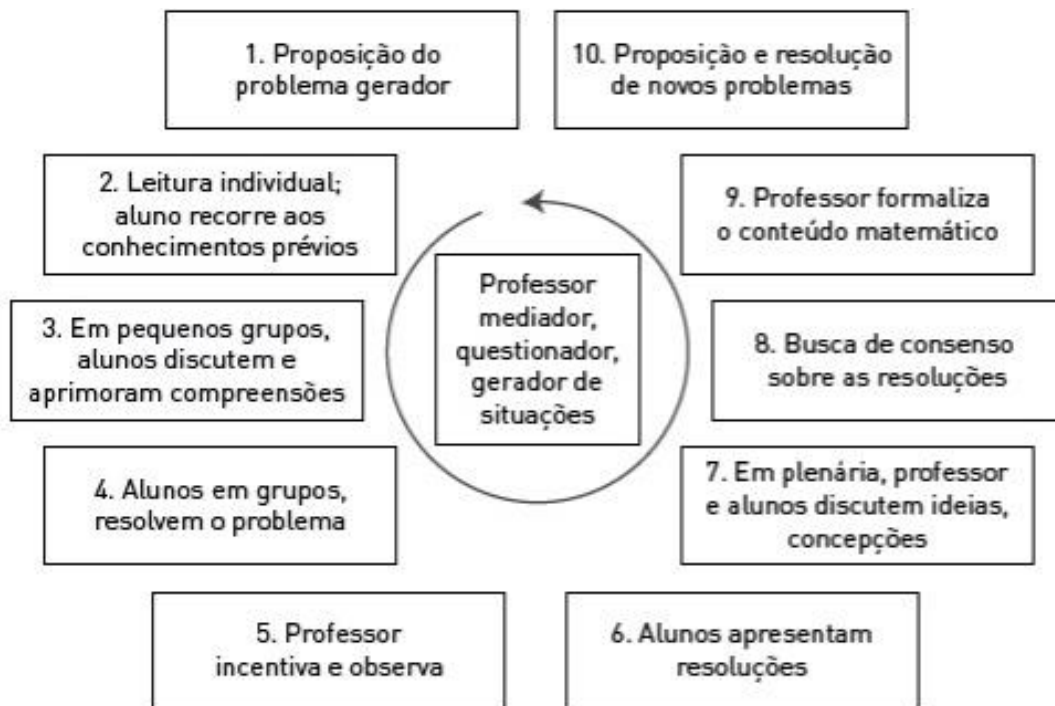 1. Proposição do
problema gerador
2. Leitura individual;
aluno recorre aos
conhecimentos prévios
3. Em pequenos grupos,
alunos discutem e
aprimoram compreensões
4. Alunos em grupos,
resolvem o problema
5. Professor
incentiva e observa
6. Alunos apresentam
resoluções
7. Em plenária, professor
e alunos discutem ideias,
concepções
8. Busca de consenso
sobre as resoluções
9. Professor formaliza
o conteúdo matemático
10. Proposição e resolução
de novos problemas
Professor
mediador,
questionador,
gerador de
situações